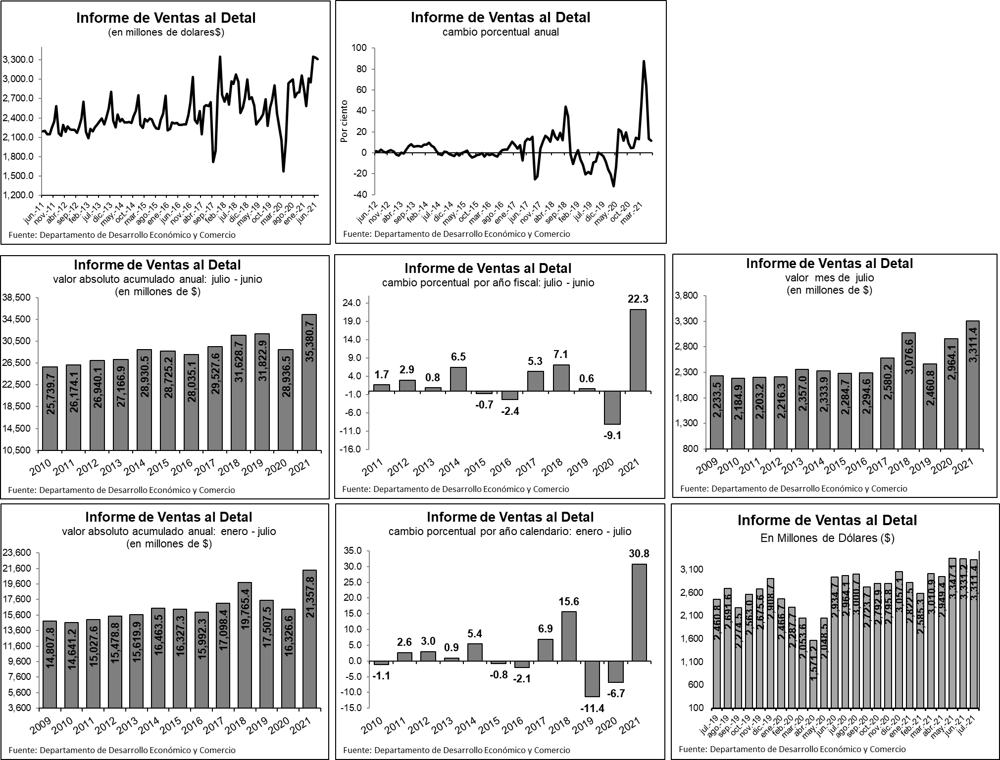 Informe de Ventas al Detal
(en millones de dolares$)
3,300.0
3,000.0
2,700.0
2,400.0
2,100.0
1,800.0
1,500.0
1,200.0
jun.-11
nov.-11
abr.-12
sep.-12
feb.-13
jul.-13
dic.-13
may.-14
oct.-14
mar.-15
ago.-15
ene.-16
jun.-16
nov.-16
abr.-17
sep.-17
feb.-18
jul.-18
dic.-18
may.-19
oct.-19
mar.-20
ago.-20
ene.-21
jun.-21
Fuente: Departamento de Desarrollo Económico y Comercio
Informe de Ventas al Detal
cambio porcentual anual
Por ciento
100
80
60
40
20
0
-20
-40
jun.-12
nov.-12
abr.-13
sep.-13
feb.-14
jul.-14
dic.-14
may.-15
oct.-15
mar.-16
ago.-16
ene.-17
jun.-17
nov.-17
abr.-18
sep.-18
feb.-19
jul.-19
dic.-19
may.-20
oct.-20
mar.-21
Fuente: Departamento de Desarrollo Económico y Comercio
Informe de Ventas al Detal
valor absoluto acumulado anual: julio - junio
(en millones de $)
38,500
34,500
30,500
26,500
22,500
18,500
14,500
10,500
25,739.7
26,174.1
26,940.1
27,166.9
28,930.5
28,725.2
28,035.1
29,527.6
31,628.7
31,822.9
28,936.5
35,380.7
2010
2011
2012
2013
2014
2015
2016
2017
2018
2019
2020
2021
Fuente: Departamento de Desarrollo Económico y Comercio
Informe de Ventas al Detal
cambio porcentual por año fiscal: julio - junio
24.0
19.0
14.0
9.0
4.0
-1.0
-6.0
-11.0
-16.0
1.7
2.9
0.8
6.5
-0.7
-2.4
5.3
7.1
0.6
-9.1
22.3
2011
2012
2013
2014
2015
2016
2017
2018
2019
2020
2021
Fuente: Departamento de Desarrollo Económico y Comercio
Informe de Ventas al Detal
valor mes de julio
(en millones de $)
3,800
3,300
2,800
2,300
1,800
1,300
800
2,233.5
2,184.9
2,203.2
2,216.3
2,357.0
2,333.9
2,284.7
2,294.6
2,580.2
3,076.6
2,460.8
2,964.1
3,311.4
2009
2010
2011
2012
2013
2014
2015
2016
2017
2018
2019
2020
2021
Fuente: Departamento de Desarrollo Económico y Comercio
Informe de Ventas al Detal
valor absoluto acumulado anual: enero - julio
(en millones de $)
23,600
21,600
19,600
17,600
15,600
13,600
11,600
9,600
7,600
5,600
3,600
14,807.8
14,641.2
15,027.6
15,478.8
15,619.9
16,463.5
16,327.3
15,992.3
17,098.4
19,765.4
17,507.5
16,326.6
21,357.8
2009
2010
2011
2012
2013
2014
2015
2016
2017
2018
2019
2020
2021
Fuente: Departamento de Desarrollo Económico y Comercio
Informe de Ventas al Detal
cambio porcentual por año calendario: enero - julio
35.0
30.0
25.0
20.0
15.0
10.0
5.0
0.0
-5.0
-10.0
-15.0
-1.1
2.6
3.0
0.9
5.4
-0.8
-2.1
6.9
15.6
-11.4
-6.7
30.8
2010
2011
2012
2013
2014
2015
2016
2017
2018
2019
2020
2021
Fuente: Departamento de Desarrollo Económico y Comercio
Informe de Ventas al Detal
En Millones de Dólares ($)
3,100
2,600
2,100
1,600
1,100
600
100
2,460.8
2,691.6
2,274.5
2,563.0
2,675.6
2,908.7
2,466.7
2,287.7
2,053.6
1,571.2
2,048.5
2,934.7
2,964.1
3,000.7
2,723.7
2,792.9
2,795.8
3,057.1
2,822.5
2,585.3
3,010.9
2,949.4
3,347.1
3,331.2
3,311.4
jul.-19
ago.-19
sep.-19
oct.-19
nov.-19
dic.-19
ene.-20
feb.-20
mar.-20
abr.-20
may.-20
jun.-20
jul.-20
ago.-20
sep.-20
oct.-20
nov.-20
dic.-20
ene.-21
feb.-21
mar.-21
abr.-21
may.-21
jun.-21
jul.-21
Fuente: Departamento de Desarrollo Económico y Comercio